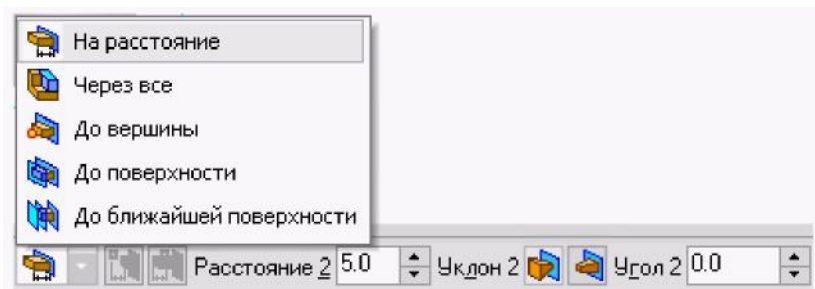 На расстояние
Через все
До вершины
До поверхности
До ближайшей поверхности
Расстояние 2 5.0 Уклон 2 Угол 2 0.0